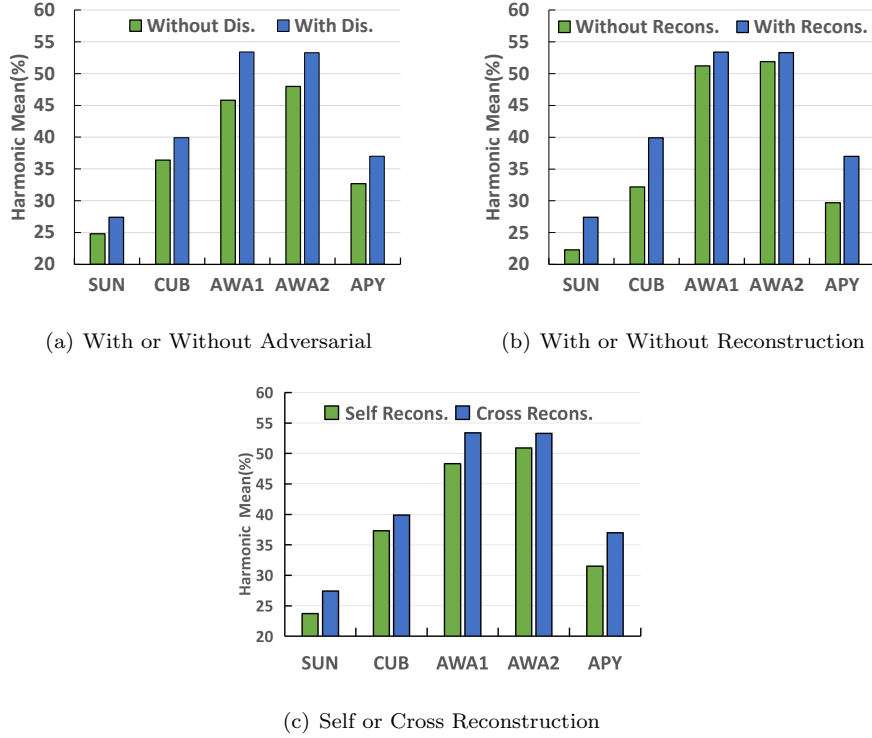 60
55
50
45
40
35
30
25
20
Harmonic Mean(%)
Without Dis. With Dis.
SUN CUB AWA1 AWA2 APY
(a) With or Without Adversarial
60
55
50
45
40
35
30
25
20
Harmonic Mean(%)
Without Recons. With Recons.
SUN CUB AWA1 AWA2 APY
(b) With or Without Reconstruction
60
55
50
45
40
35
30
25
20
Harmonic Mean(%)
Self Recons. Cross Recons.
SUN CUB AWA1 AWA2 APY
(c) Self or Cross Reconstruction